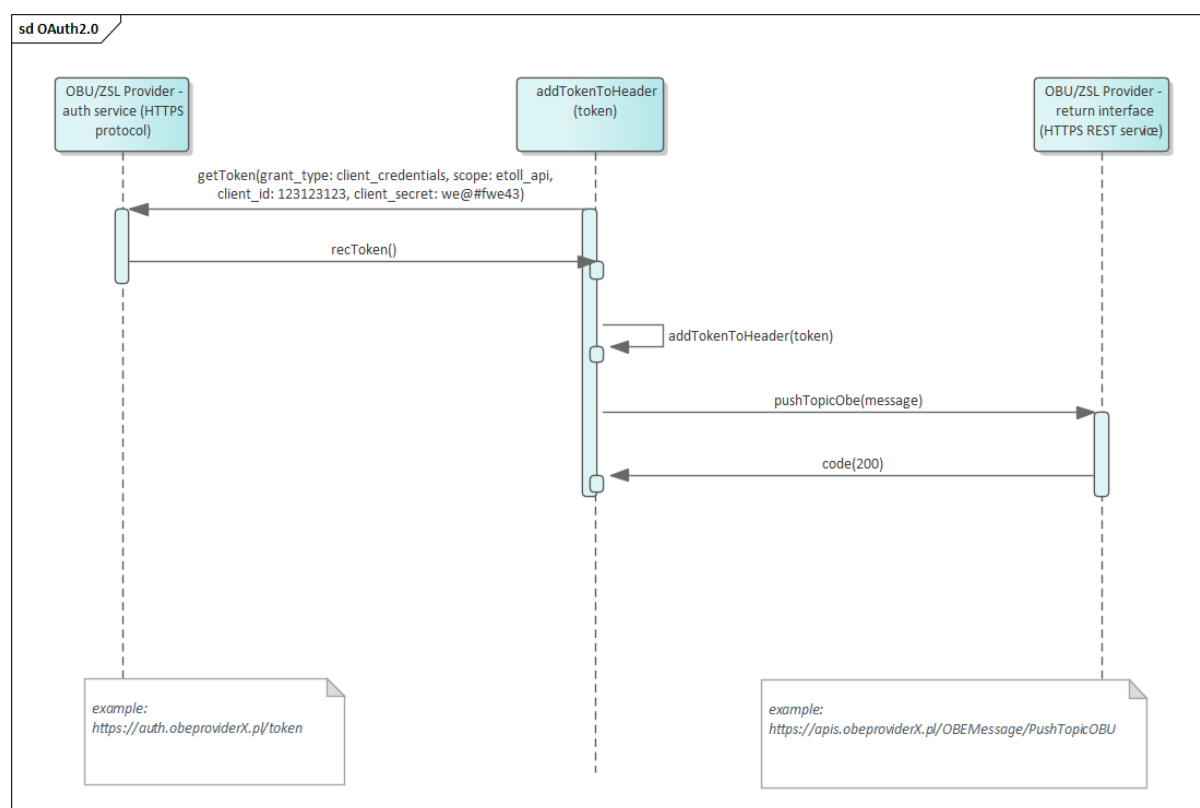 sd OAuth2.0
OBU/ZSL Provider -
auth service (HTTPS
protocol)
addTokenToHeader
(token)
OBU/ZSL Provider -
return interface
(HTTPS REST service)
getToken(grant_type: client_credentials, scope: etoll_api,
client_id: 123123123, client_secret: we@#fwe43)
recToken()
addTokenToHeader(token)
pushTopicObe(message)
code(200)
example:
https://auth.obeproviderX.pl/token
example:
https://apis.obeproviderX.pl/OBEMessage/PushTopicOBU